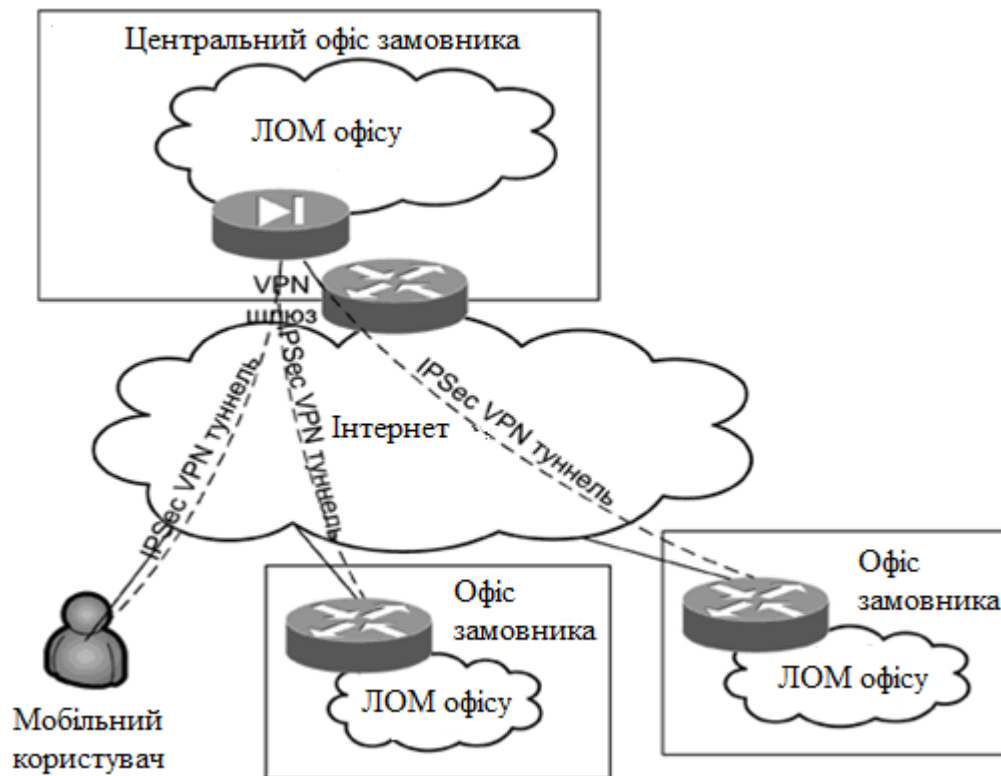 Центральний офіс замовника
ЛОМ офісу
VPN
шлюз
IPSec VPN туннель
IPSec VPN туннель
IPSec VPN туннель
Інтернет
Офіс
замовника
ЛОМ офісу
Офіс
замовника
ЛОМ офісу
Мобільний
користувач